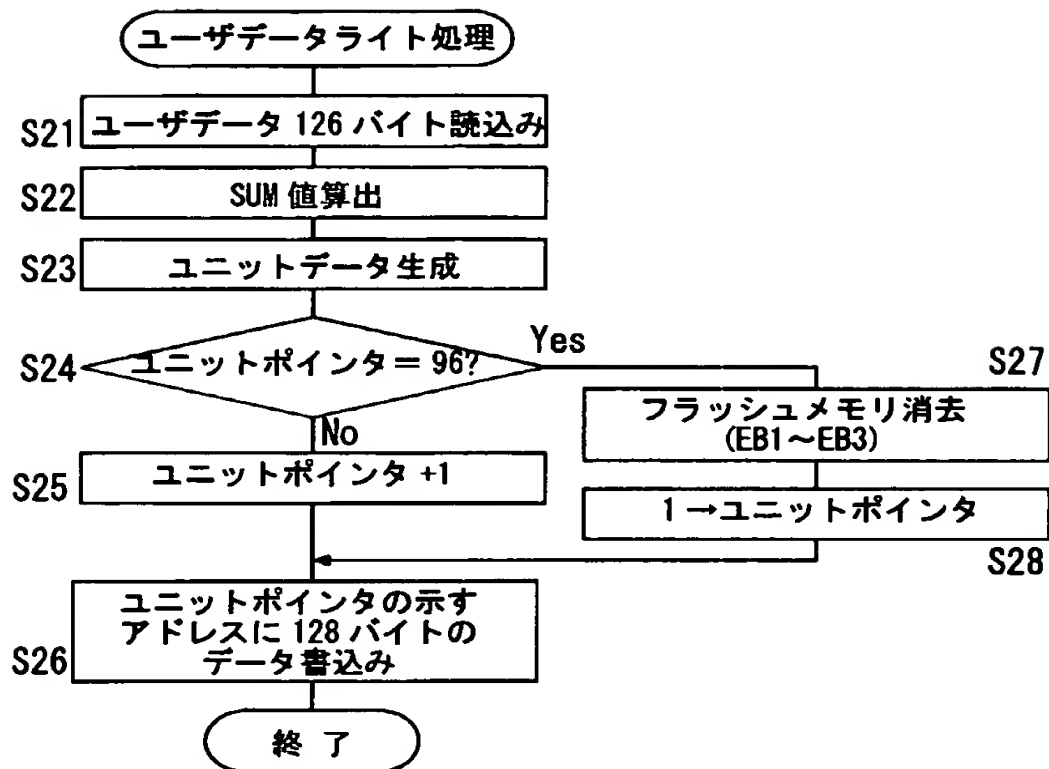 ユーザデータライト処理
S21
ユーザデータ 126 バイト読込み
S22
SUM 値算出
S23
ユニットデータ生成
S24
ユニットポインタ = 96?
Yes
No
S27
フラッシュメモリ消去
(EB1〜EB3)
S25
ユニットポインタ +1
1→ユニットポインタ
S28
S26
ユニットポインタの示す
アドレスに 128 バイトの
データ書込み
終 了